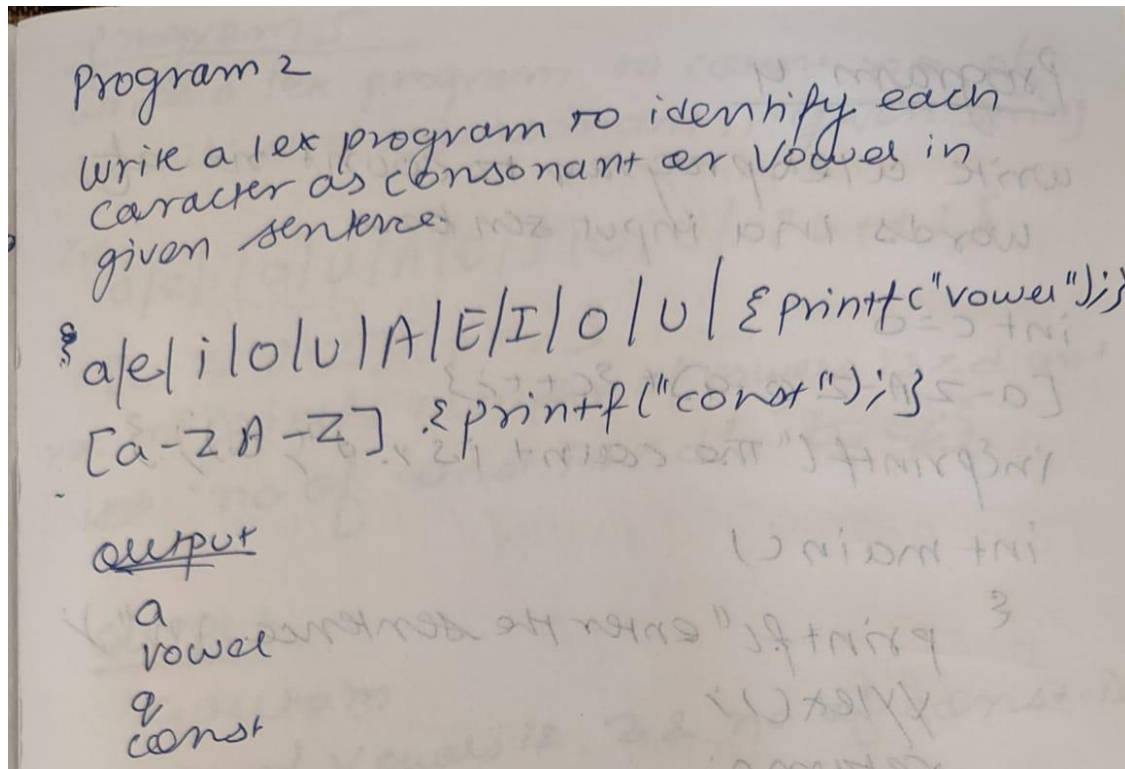 Program 2
write a lex program to identify each
caracter as consonant or vowel in
given sentence.
a|e|i|o|u|A|E|I|O|U| {printf("vowel");}
[a-zA-Z] {printf("const");}
output
a
vowel
q
const